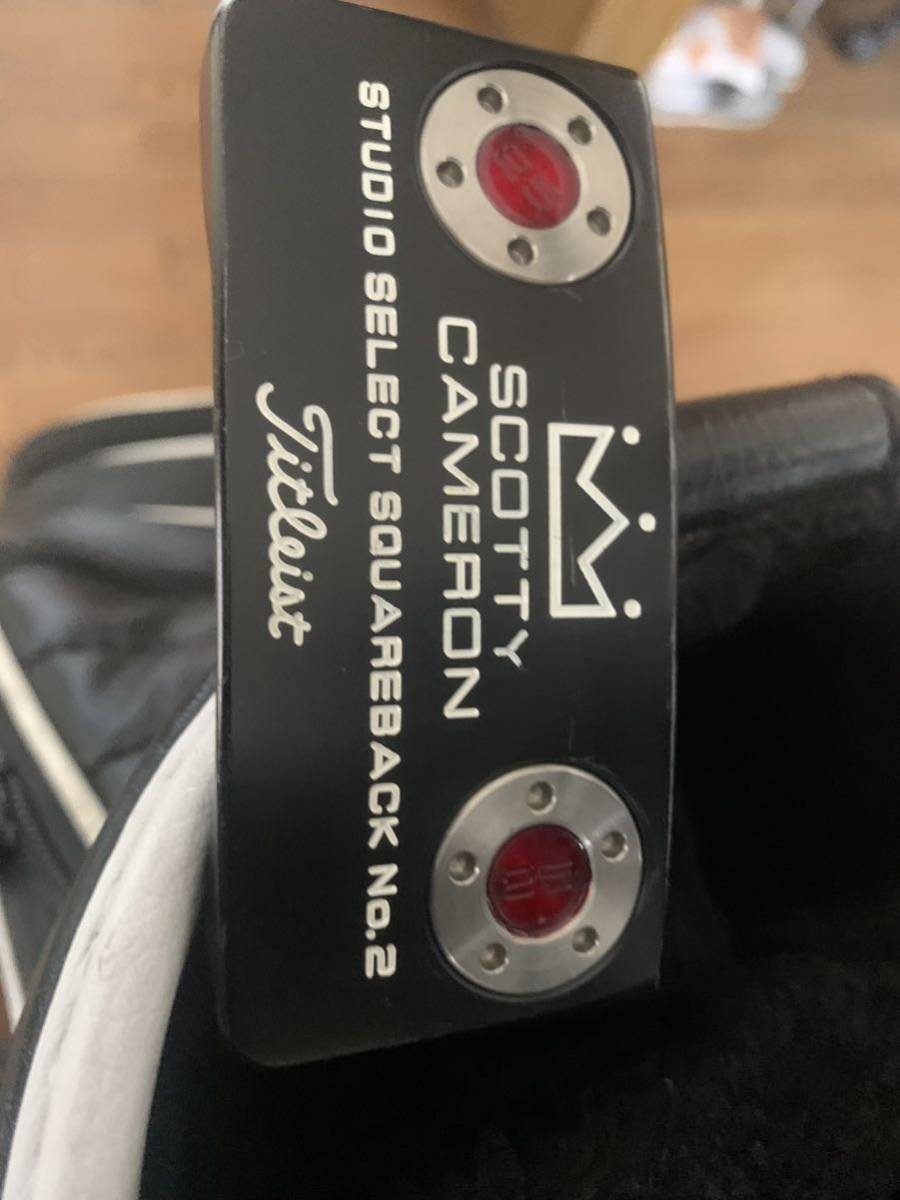 SCOTTY
CAMERON
STUDIO SELECT SQUAREBACK No.2
Titleist